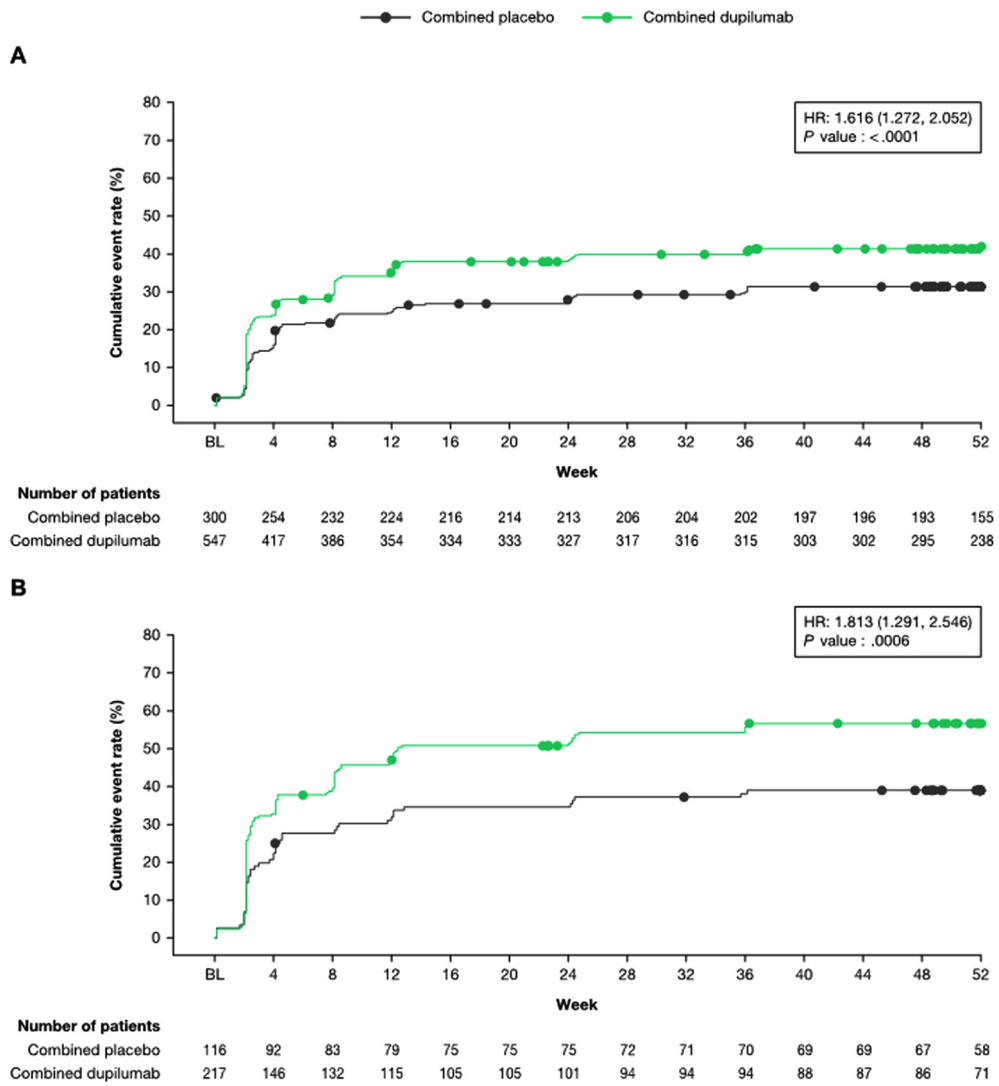 Combined placebo Combined dupilumab
A
HR: 1.616 (1.272, 2.052)
P value : <.0001
Cumulative event rate (%)
80
70
60
50
40
30
20
10
0
BL 4 8 12 16 20 24 28 32 36 40 44 48 52
Week
Number of patients
Combined placebo 300 254 232 224 216 214 213 206 204 202 197 196 193 155
Combined dupilumab 547 417 386 354 334 333 327 317 316 315 303 302 295 238
B
HR: 1.813 (1.291, 2.546)
P value : .0006
Cumulative event rate (%)
80
70
60
50
40
30
20
10
0
BL 4 8 12 16 20 24 28 32 36 40 44 48 52
Week
Number of patients
Combined placebo 116 92 83 79 75 75 75 72 71 70 69 69 67 58
Combined dupilumab 217 146 132 115 105 105 101 94 94 94 88 87 86 71